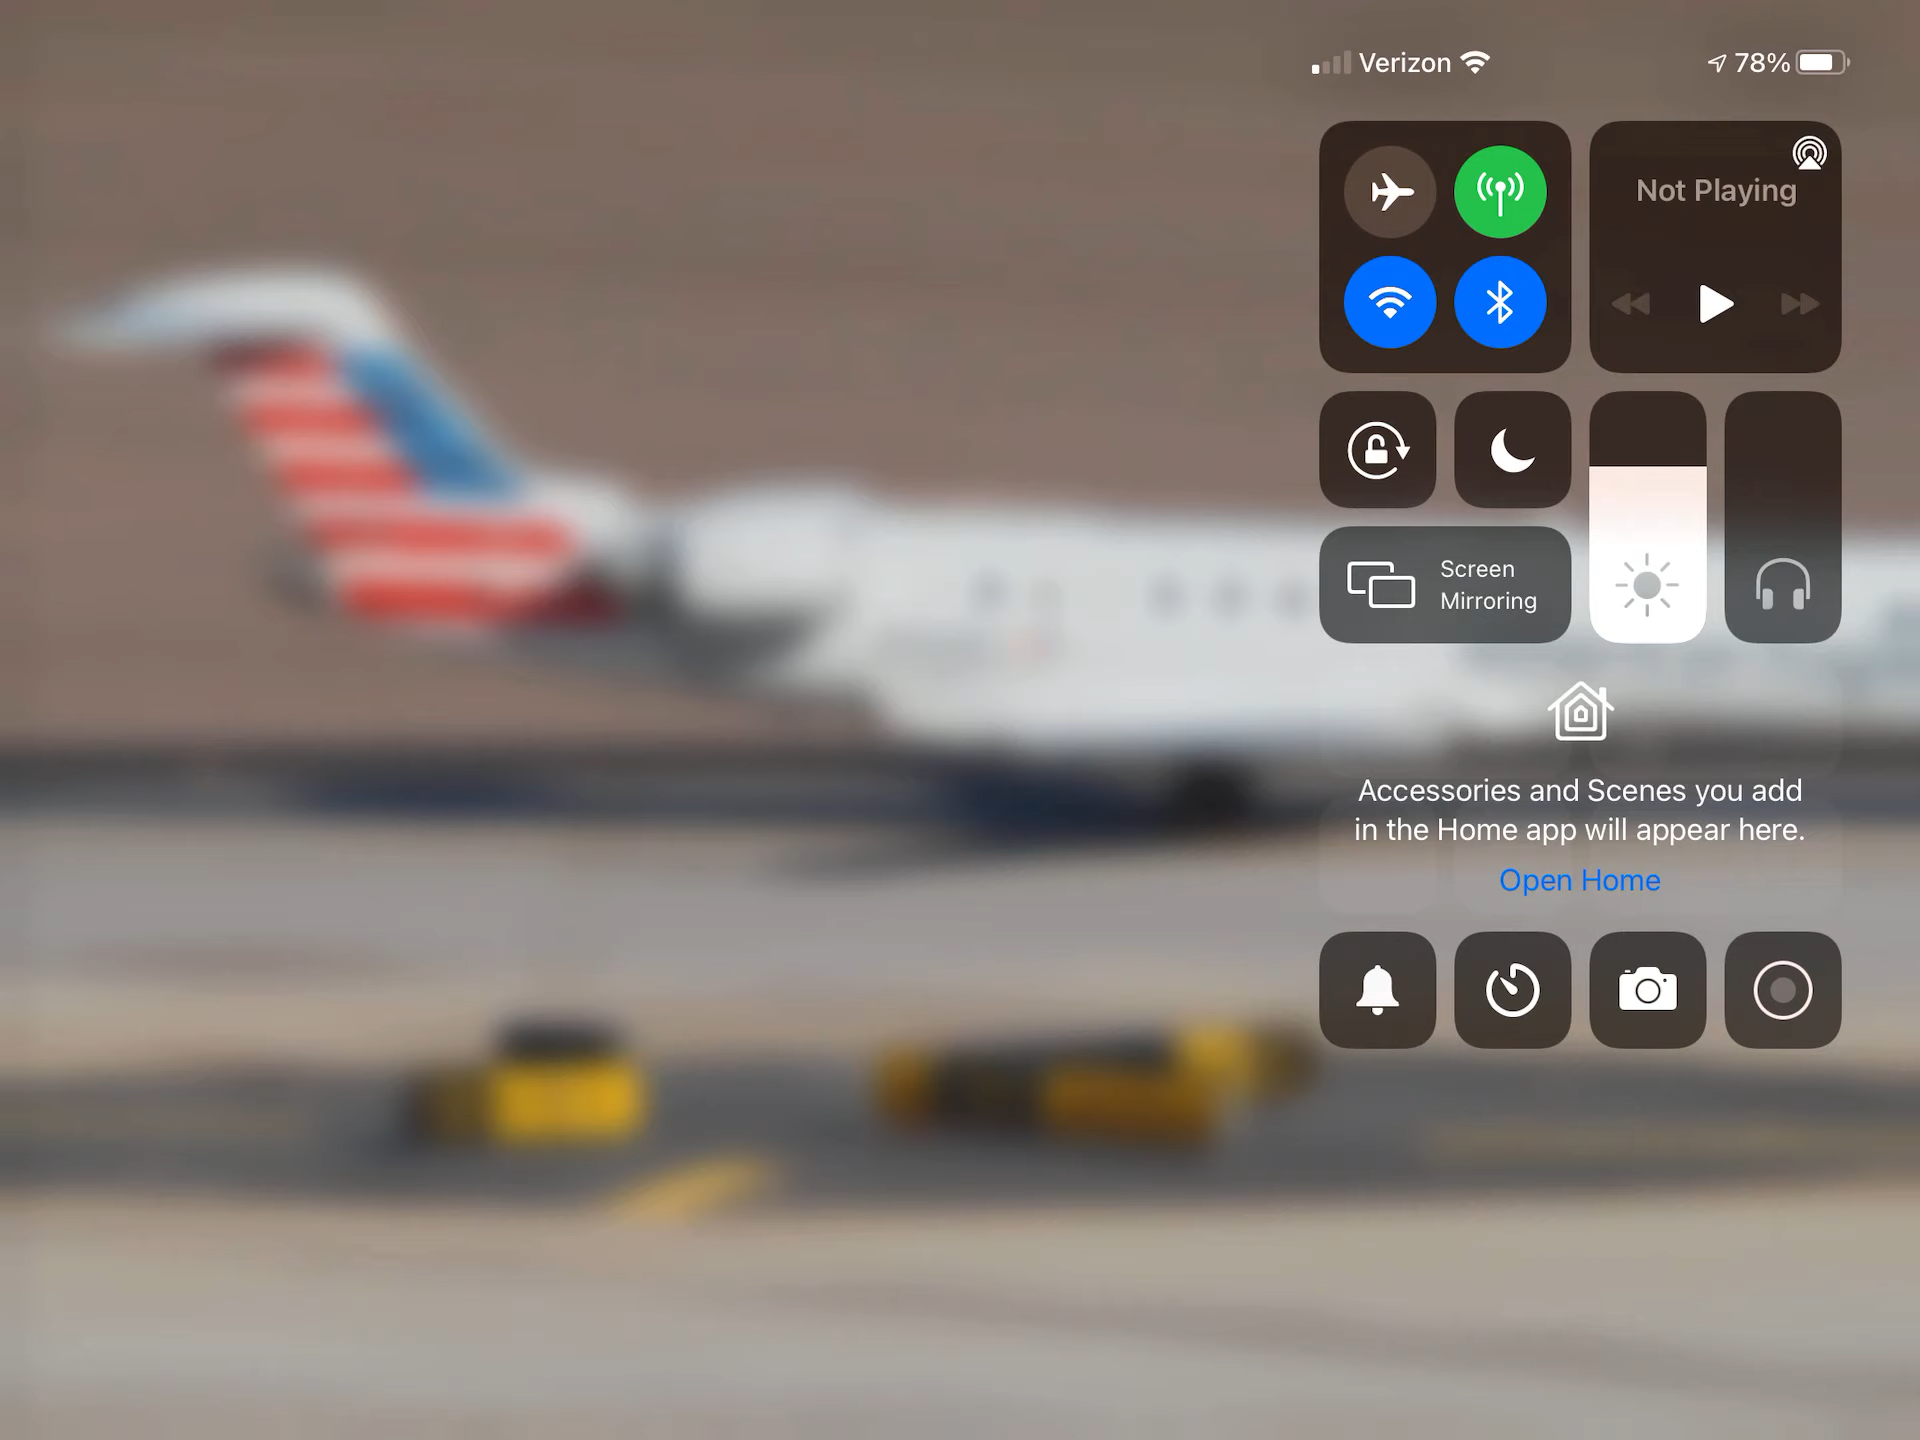 Verizon
78%
Not Playing
Screen
Mirroring
Accessories and Scenes you add
in the Home app will appear here.
Open Home